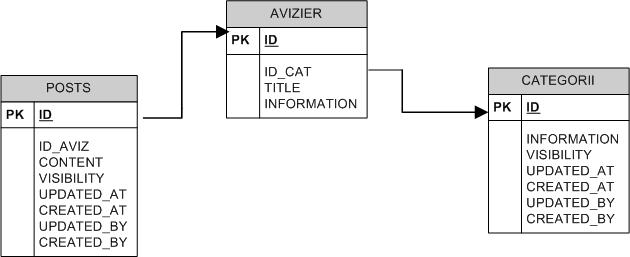 AVIZIER
PK ID
ID_CAT
TITLE
INFORMATION
POSTS
PK ID
ID_AVIZ
CONTENT
VISIBILITY
UPDATED_AT
CREATED_AT
UPDATED_BY
CREATED_BY
CATEGORII
PK ID
INFORMATION
VISIBILITY
UPDATED_AT
CREATED_AT
UPDATED_BY
CREATED_BY